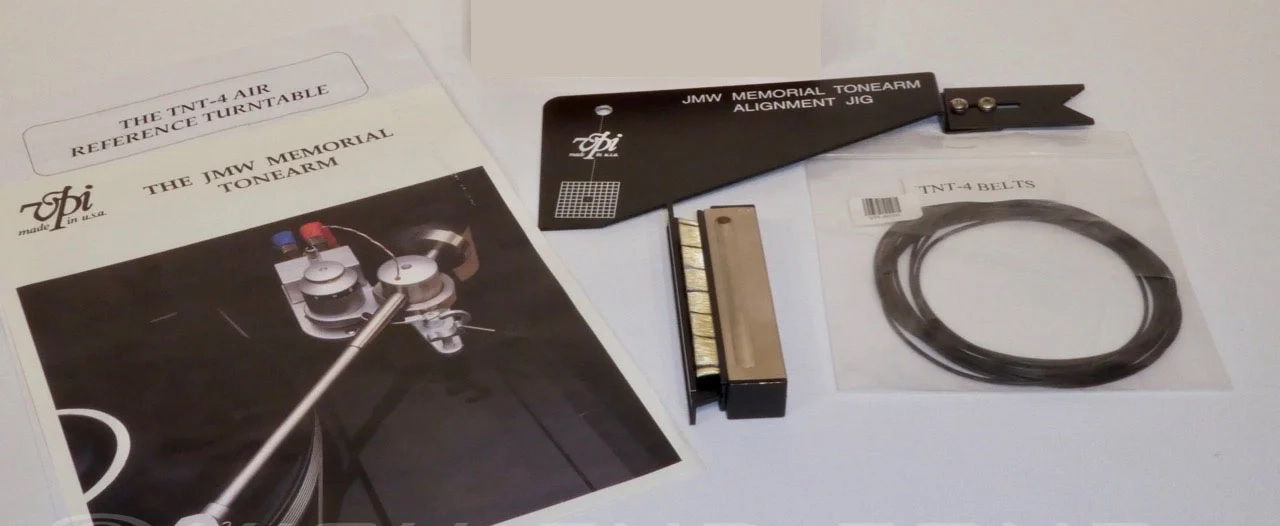 THE TNT-4 AIR
REFERENCE TURNTABLE
vpi
made in u.s.a.
THE JMW MEMORIAL
TONEARM
JMW MEMORIAL TONEARM
ALIGNMENT JIG
vpi
made in u.s.a.
TNT-4 BELTS